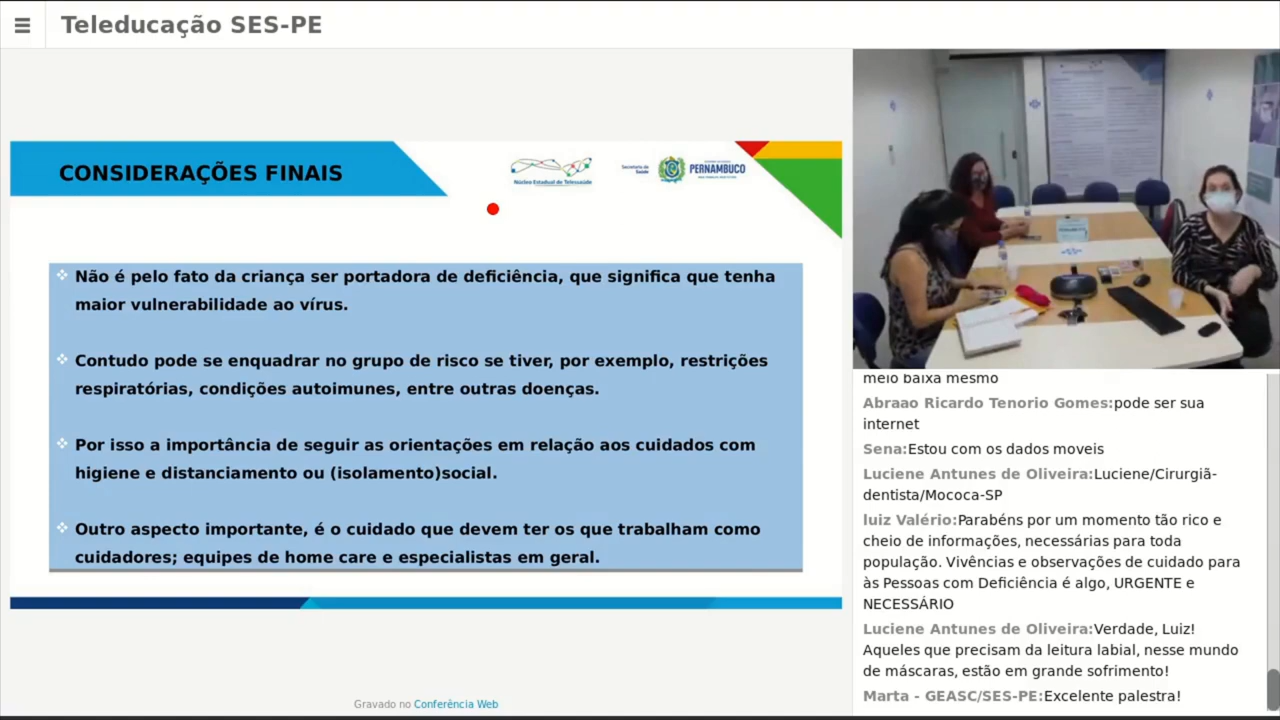 Teleducação SES-PE
CONSIDERAÇÕES FINAIS
Núcleo Estadual de Telessaúde
Secretaria de
Saúde
PERNAMBUCO
Não é pelo fato da criança ser portadora de deficiência, que significa que tenha
maior vulnerabilidade ao vírus.
Contudo pode se enquadrar no grupo de risco se tiver, por exemplo, restrições
respiratórias, condições autoimunes, entre outras doenças.
Por isso a importância de seguir as orientações em relação aos cuidados com
higiene e distanciamento ou (isolamento)social.
Outro aspecto importante, é o cuidado que devem ter os que trabalham como
cuidadores; equipes de home care e especialistas em geral.
Gravado no Conferência Web
meio baixa mesmo
Abraao Ricardo Tenorio Gomes:pode ser sua
internet
Sena:Estou com os dados moveis
Luciene Antunes de Oliveira:Luciene/Cirurgiã-
dentista/Mococa-SP
luiz Valério:Parabéns por um momento tão rico e
cheio de informações, necessárias para toda
população. Vivências e observações de cuidado para
às Pessoas com Deficiência é algo, URGENTE e
NECESSÁRIO
Luciene Antunes de Oliveira:Verdade, Luiz!
Aqueles que precisam da leitura labial, nesse mundo
de máscaras, estão em grande sofrimento!
Marta - GEASC/SES-PE:Excelente palestra!